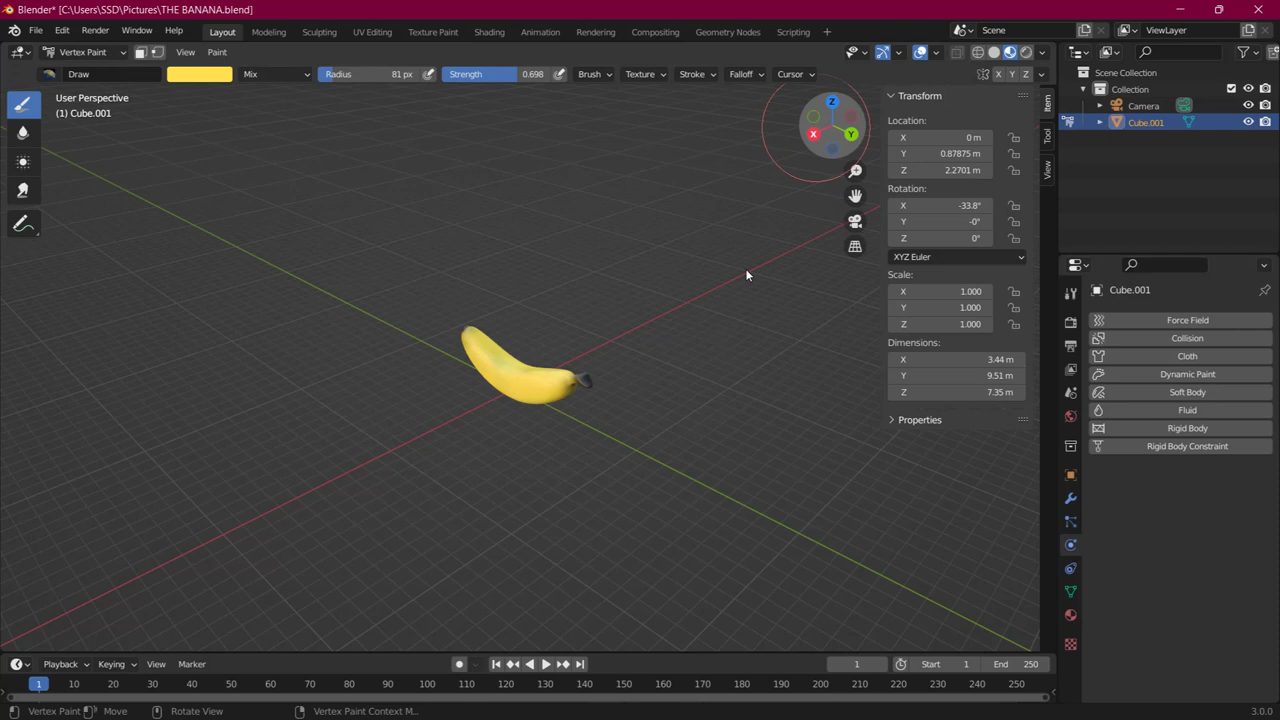 Blender* [C:\Users\SSD\Pictures\THE BANANA.blend]
File Edit Render Window Help Layout Modeling Sculpting UV Editing Texture Paint Shading Animation Rendering Compositing Geometry Nodes Scripting + Scene ViewLayer
Vertex Paint View Paint
Draw Mix Radius 81 px Strength 0.698 Brush Texture Stroke Falloff Cursor X Y Z
User Perspective
(1) Cube.001
Z
X
Y
Transform
Location:
X 0 m
Y 0.87875 m
Z 2.2701 m
Rotation:
X -33.8°
Y -0°
Z 0°
XYZ Euler
Scale:
X 1.000
Y 1.000
Z 1.000
Dimensions:
X 3.44 m
Y 9.51 m
Z 7.35 m
Properties
Item
Tool
View
Scene Collection
Collection
Camera
Cube.001
Cube.001
Force Field
Collision
Cloth
Dynamic Paint
Soft Body
Fluid
Rigid Body
Rigid Body Constraint
Playback Keying View Marker 1 Start 1 End 250
1 10 20 30 40 50 60 70 80 90 100 110 120 130 140 150 160 170 180 190 200 210 220 230 240 250
Vertex Paint Move Rotate View Vertex Paint Context M... 3.0.0